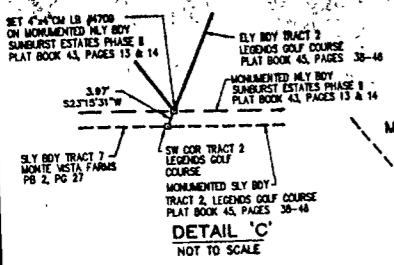 SET 4"x4"CM LB #4709
ON MONUMENTED NLY BDY
SUNBURST ESTATES PHASE II
PLAT BOOK 43, PAGES 13 & 14
ELY BDY TRACT 2
LEGENDS GOLF COURSE
PLAT BOOK 45, PAGES 38-48
MONUMENTED NLY BDY
SUNBURST ESTATES PHASE II
PLAT BOOK 43, PAGES 13 & 14
3.97'
S23°15'31"W
M
SLY BDY TRACT 7
MONTE VISTA FARMS
PB 2, PG 27
SW COR TRACT 2
LEGENDS GOLF
COURSE
MONUMENTED SLY BDY
TRACT 2, LEGENDS GOLF COURSE
PLAT BOOK 45, PAGES 38-48
DETAIL 'C'
NOT TO SCALE